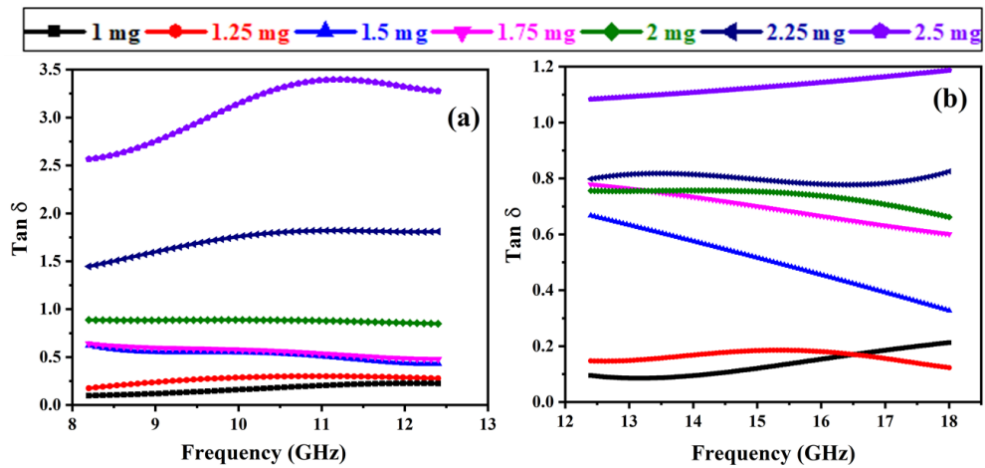 1 mg 1.25 mg 1.5 mg 1.75 mg 2 mg 2.25 mg 2.5 mg
(a)
Tan δ
3.5
3.0
2.5
2.0
1.5
1.0
0.5
0.0
8 9 10 11 12 13
Frequency (GHz)
(b)
Tan δ
1.2
1.0
0.8
0.6
0.4
0.2
0.0
12 13 14 15 16 17 18
Frequency (GHz)